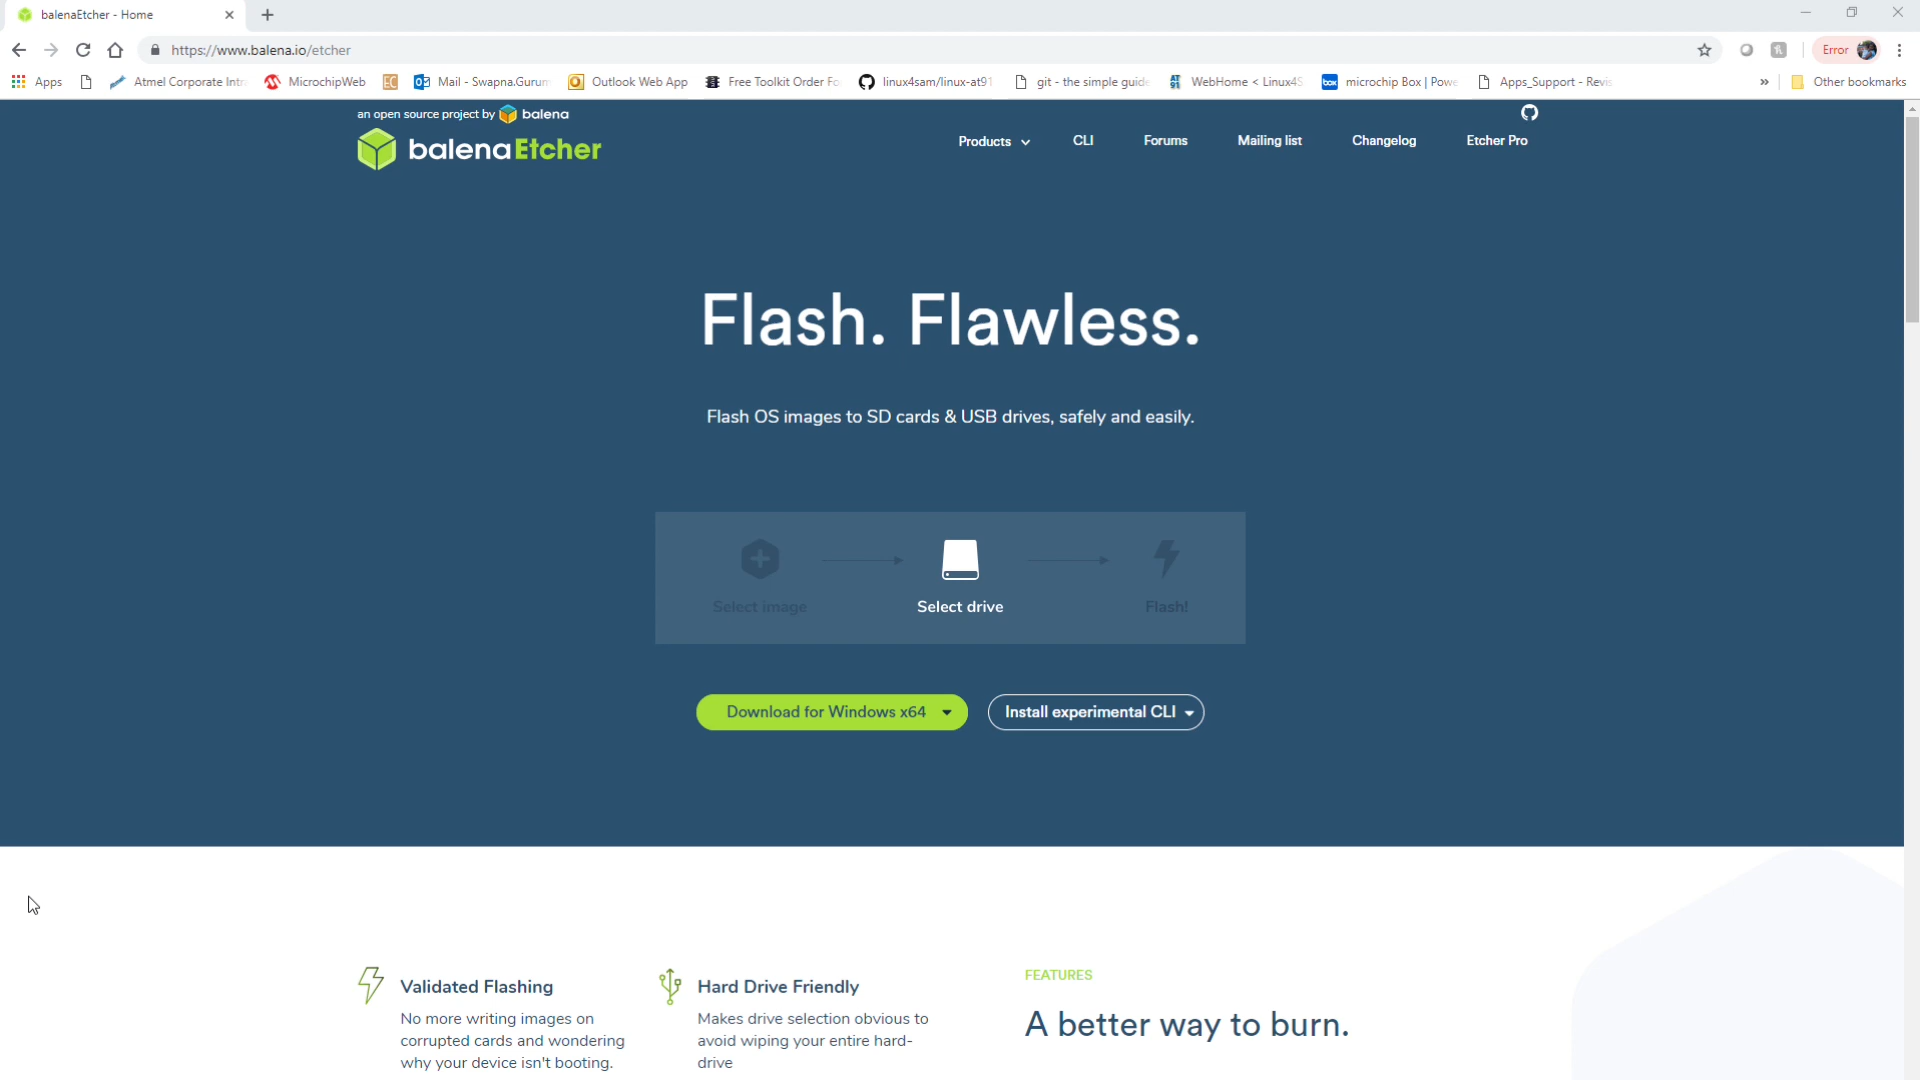 balenaEtcher - Home
https://www.balena.io/etcher
Error
Apps
Atmel Corporate Intr
MicrochipWeb
EC
Mail - Swapna.Gurum
Outlook Web App
Free Toolkit Order Fo
linux4sam/linux-at91
git - the simple guide
WebHome < Linux4S
box
microchip Box | Powe
Apps_Support - Revis
»
Other bookmarks
an open source project by balena
balenaEtcher
Products
CLI
Forums
Mailing list
Changelog
Etcher Pro
Flash. Flawless.
Flash OS images to SD cards & USB drives, safely and easily.
Select image
Select drive
Flash!
Download for Windows x64
Install experimental CLI
Validated Flashing
No more writing images on
corrupted cards and wondering
why your device isn't booting.
Hard Drive Friendly
Makes drive selection obvious to
avoid wiping your entire hard-
drive
FEATURES
A better way to burn.